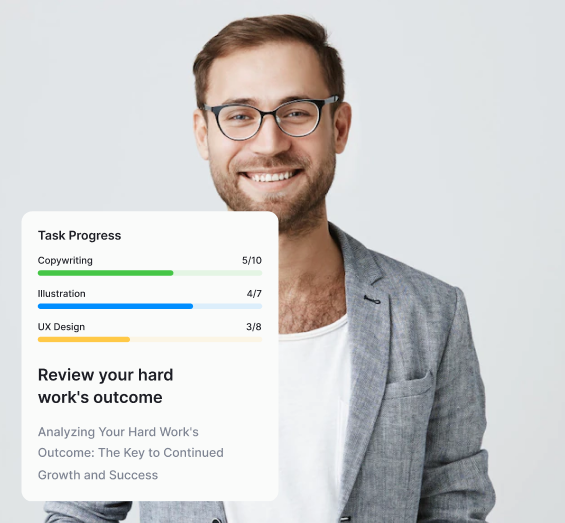 Task Progress
Copywriting 5/10
Illustration 4/7
UX Design 3/8
Review your hard
work's outcome
Analyzing Your Hard Work's
Outcome: The Key to Continued
Growth and Success